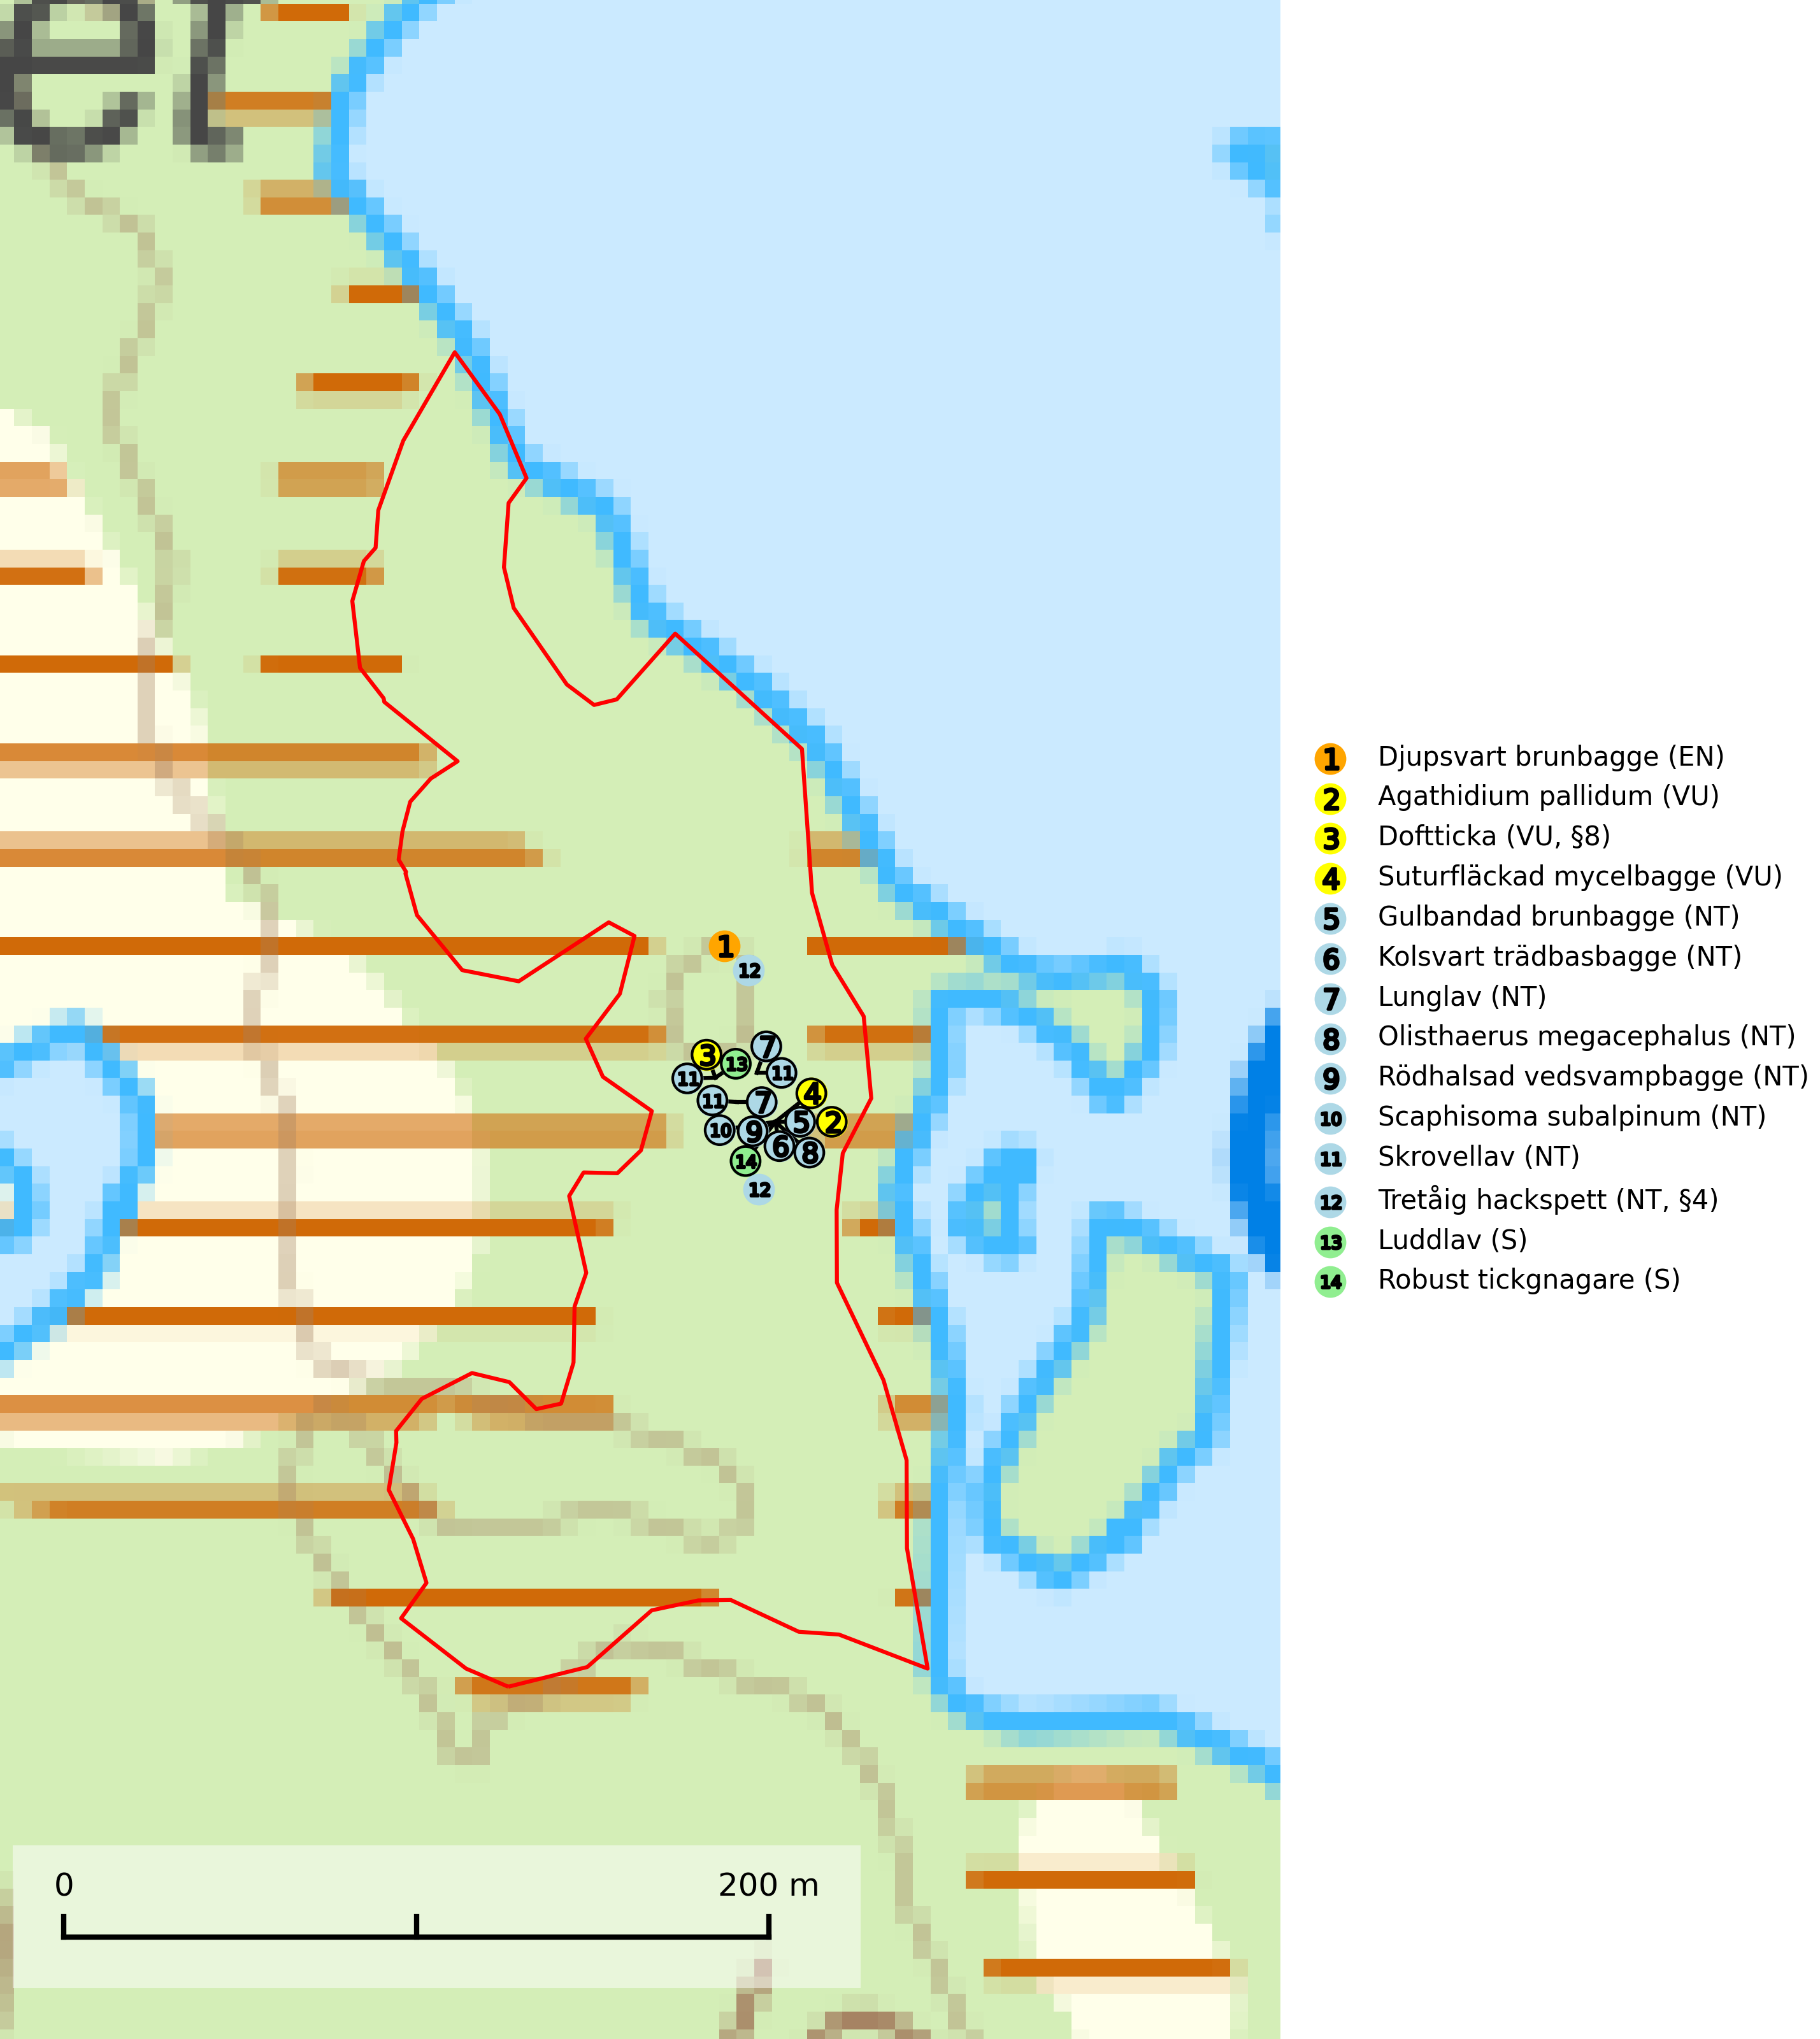 er
1
12
3
7
13
11
11
11
7
4
10
9
5
2
6
8
14
12
1 Djupsvart brunbagge (EN)
2 Agathidium pallidum (VU)
3 Doftticka (VU, §8)
4 Suturfläckad mycelbagge (VU)
5 Gulbandad brunbagge (NT)
6 Kolsvart trädbasbagge (NT)
7 Lunglav (NT)
8 Olisthaerus megacephalus (NT)
9 Rödhalsad vedsvampbagge (NT)
10 Scaphisoma subalpinum (NT)
11 Skrovellav (NT)
12 Tretåig hackspett (NT, §4)
13 Luddlav (S)
14 Robust tickgnagare (S)
0 200 m